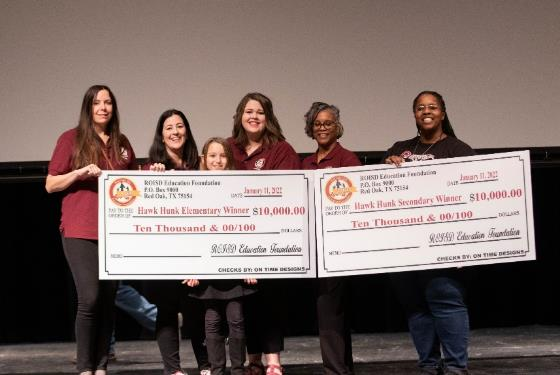 ROISD Education Foundation
P.O. Box 9000
Red Oak, TX 75154
DATE January 11, 2022
PAY TO THE
ORDER OF Hawk Hunk Elementary Winner $10,000.00
Ten Thousand & 00/100 DOLLARS
ROISD Education Foundation
MEMO
CHECKS BY: ON TIME DESIGNS
ROISD Education Foundation
P.O. Box 9000
Red Oak, TX 75154
DATE January 11, 2022
PAY TO THE
ORDER OF Hawk Hunk Secondary Winner $10,000.00
Ten Thousand & 00/100 DOLLARS
ROISD Education Foundation
MEMO
CHECKS BY: ON TIME DESIGNS